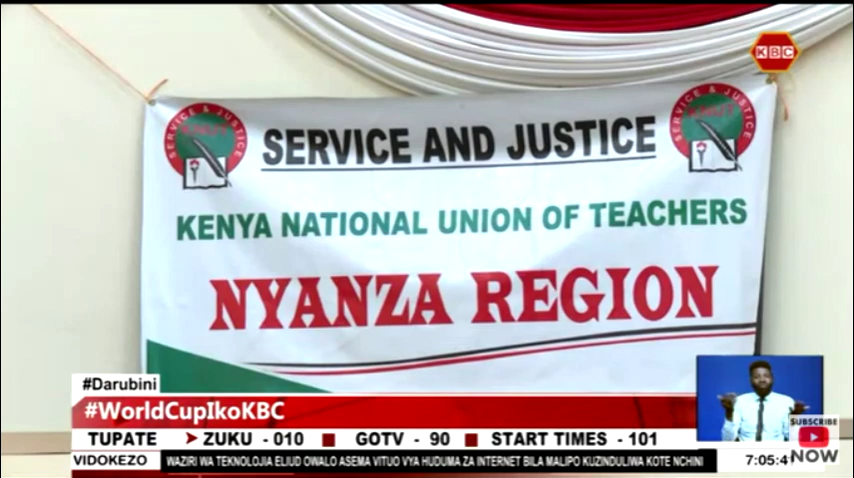 KBC
SERVICE & JUSTICE
KNUT
SERVICE AND JUSTICE
SERVICE & JUSTICE
KNUT
KENYA NATIONAL UNION OF TEACHERS
NYANZA REGION
#Darubini
#WorldCupIkoKBC
TUPATE ZUKU - 010 GOTV - 90 START TIMES - 101
SUBSCRIBE
NOW
VIDOKEZO WAZIRI WA TEKNOLOJIA ELIUD OWALO ASEMA VITUO VYA HUDUMA ZA INTERNET BILA MALIPO KUZINDULIWA KOTE NCHINI 7:05:4